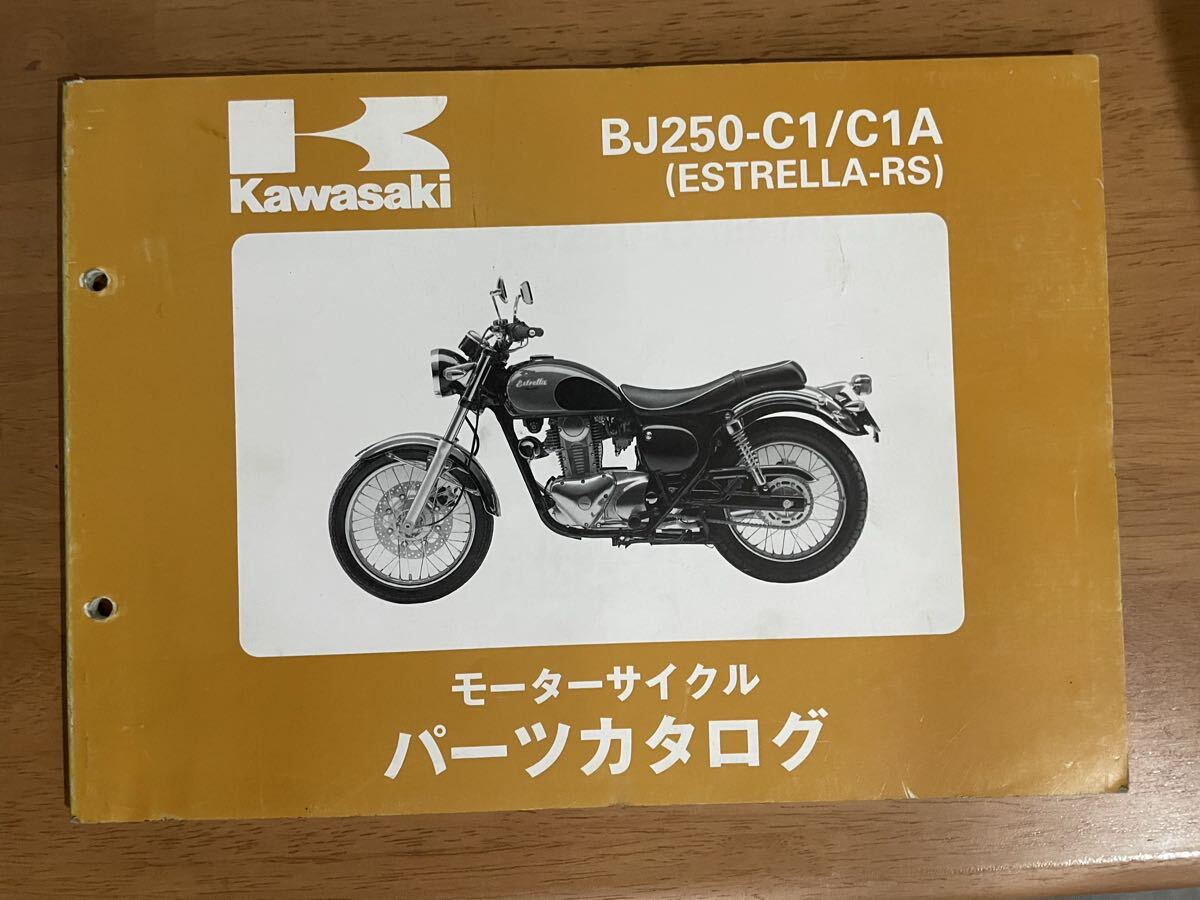 Kawasaki
BJ250-C1/C1A
(ESTRELLA-RS)
Estrella
モーターサイクル
パーツカタログ